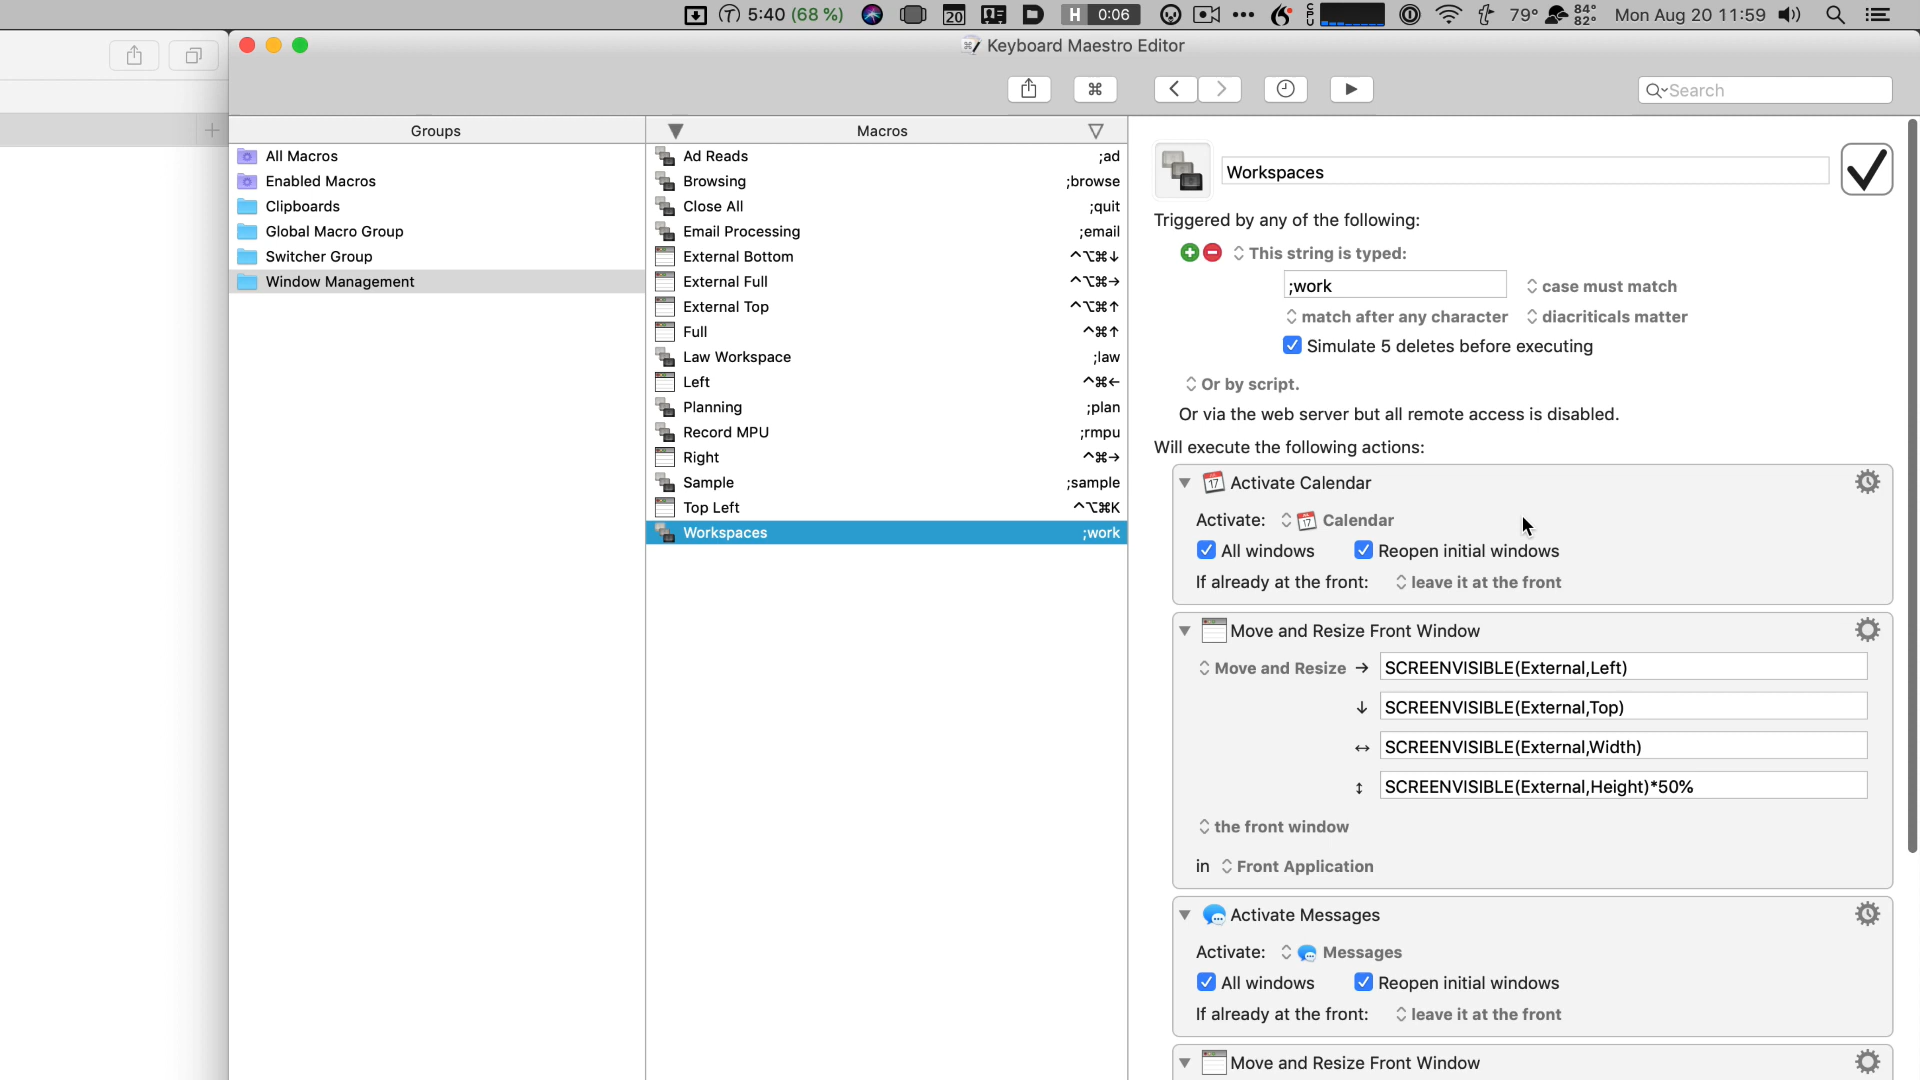 5:40 (68 %) 20 H 0:06 CPU 79° 84° 82° Mon Aug 20 11:59
Keyboard Maestro Editor
Search
Groups
All Macros
Enabled Macros
Clipboards
Global Macro Group
Switcher Group
Window Management
Macros
Ad Reads ;ad
Browsing ;browse
Close All ;quit
Email Processing ;email
External Bottom ^⌥⌘↓
External Full ^⌥⌘→
External Top ^⌥⌘↑
Full ^⌘↑
Law Workspace ;law
Left ^⌘←
Planning ;plan
Record MPU ;rmpu
Right ^⌘→
Sample ;sample
Top Left ^⌥⌘K
Workspaces ;work
Workspaces
Triggered by any of the following:
This string is typed:
;work case must match
match after any character diacriticals matter
Simulate 5 deletes before executing
Or by script.
Or via the web server but all remote access is disabled.
Will execute the following actions:
17 Activate Calendar
Activate: 17 Calendar
All windows Reopen initial windows
If already at the front: leave it at the front
Move and Resize Front Window
Move and Resize → SCREENVISIBLE(External,Left)
↓ SCREENVISIBLE(External,Top)
↔ SCREENVISIBLE(External,Width)
↕ SCREENVISIBLE(External,Height)*50%
the front window
in Front Application
Activate Messages
Activate: Messages
All windows Reopen initial windows
If already at the front: leave it at the front
Move and Resize Front Window